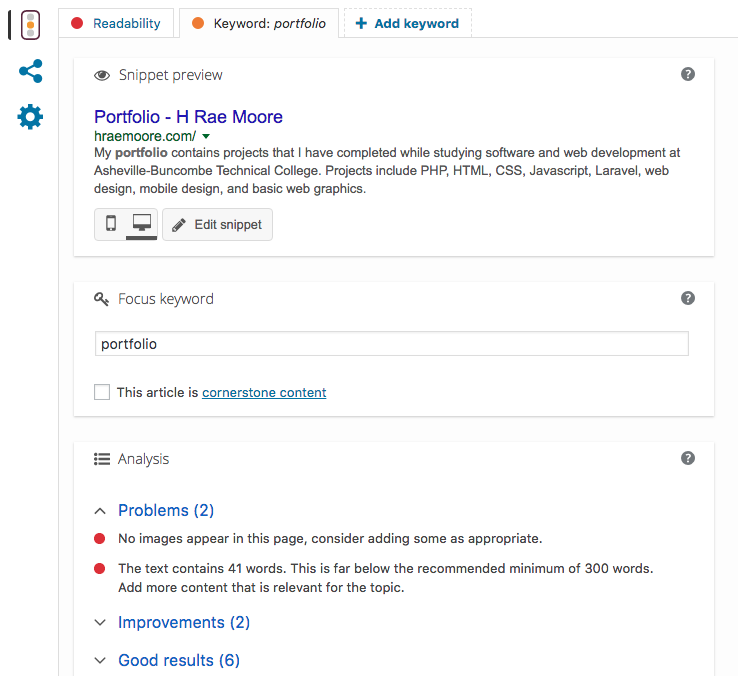 Readability
Keyword: portfolio
+ Add keyword
Snippet preview
?
Portfolio - H Rae Moore
hraemoore.com/
My portfolio contains projects that I have completed while studying software and web development at
Asheville-Buncombe Technical College. Projects include PHP, HTML, CSS, Javascript, Laravel, web
design, mobile design, and basic web graphics.
Edit snippet
Focus keyword
?
portfolio
This article is cornerstone content
Analysis
?
Problems (2)
No images appear in this page, consider adding some as appropriate.
The text contains 41 words. This is far below the recommended minimum of 300 words.
Add more content that is relevant for the topic.
Improvements (2)
Good results (6)